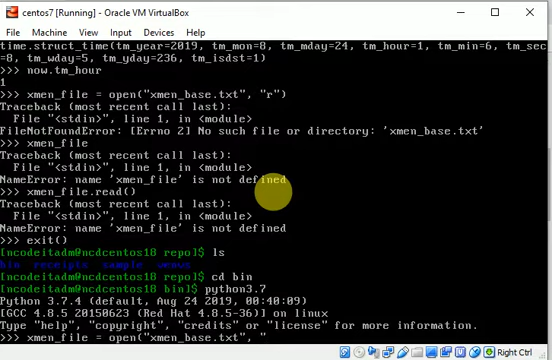 centos7 [Running] - Oracle VM VirtualBox
File Machine View Input Devices Help
time.struct_time(tm_year=2019, tm_mon=8, tm_mday=24, tm_hour=1, tm_min=6, tm_sec
=8, tm_wday=5, tm_yday=236, tm_isdst=1)
>>> now.tm_hour
1
>>> xmen_file = open("xmen_base.txt", "r")
Traceback (most recent call last):
File "<stdin>", line 1, in <module>
FileNotFoundError: [Errno 2] No such file or directory: 'xmen_base.txt'
>>> xmen_file
Traceback (most recent call last):
File "<stdin>", line 1, in <module>
NameError: name 'xmen_file' is not defined
>>> xmen_file.read()
Traceback (most recent call last):
File "<stdin>", line 1, in <module>
NameError: name 'xmen_file' is not defined
>>> exit()
[ncodeitadm@ncdcentos18 repo]$ ls
bin receipts sample venvs
[ncodeitadm@ncdcentos18 repo]$ cd bin
[ncodeitadm@ncdcentos18 bin]$ python3.7
Python 3.7.4 (default, Aug 24 2019, 00:40:09)
[GCC 4.8.5 20150623 (Red Hat 4.8.5-36)] on linux
Type "help", "copyright", "credits" or "license" for more information.
>>> xmen_file = open("xmen_base.txt", "
Right Ctrl